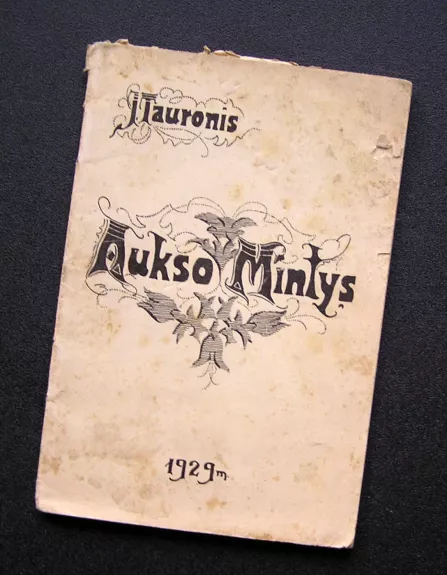 J Tauronis
Aukso Mintys
1929 m